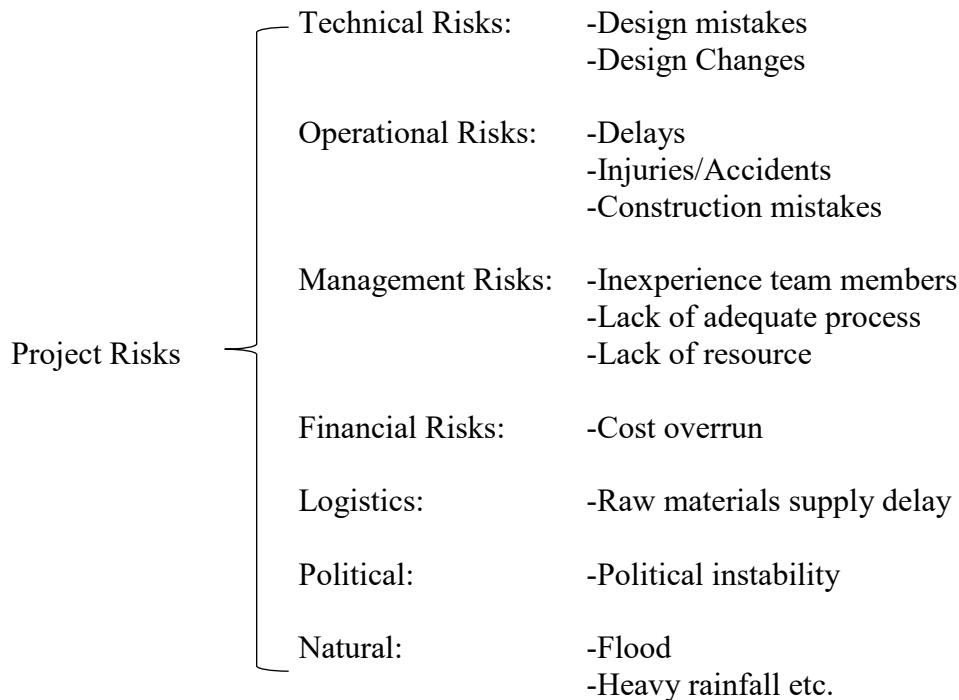 Technical Risks: -Design mistakes
-Design Changes
Operational Risks: -Delays
-Injuries/Accidents
-Construction mistakes
Management Risks: -Inexperience team members
-Lack of adequate process
Project Risks -Lack of resource
Financial Risks: -Cost overrun
Logistics: -Raw materials supply delay
Political: -Political instability
Natural: -Flood
-Heavy rainfall etc.